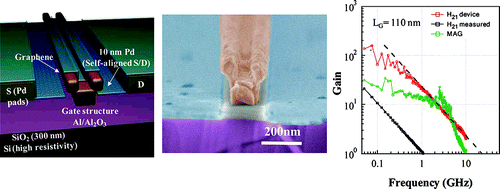 Graphene
10 nm Pd
(Self-aligned S/D)
S (Pd
pads)
D
Gate structure
Al/Al2O3
SiO2 (300 nm)
Si(high resistivity)
200nm
LG=110 nm
H21 device
H21 measured
MAG
Gain
10³
10²
10¹
10⁰
0.1 1 10
Frequency (GHz)